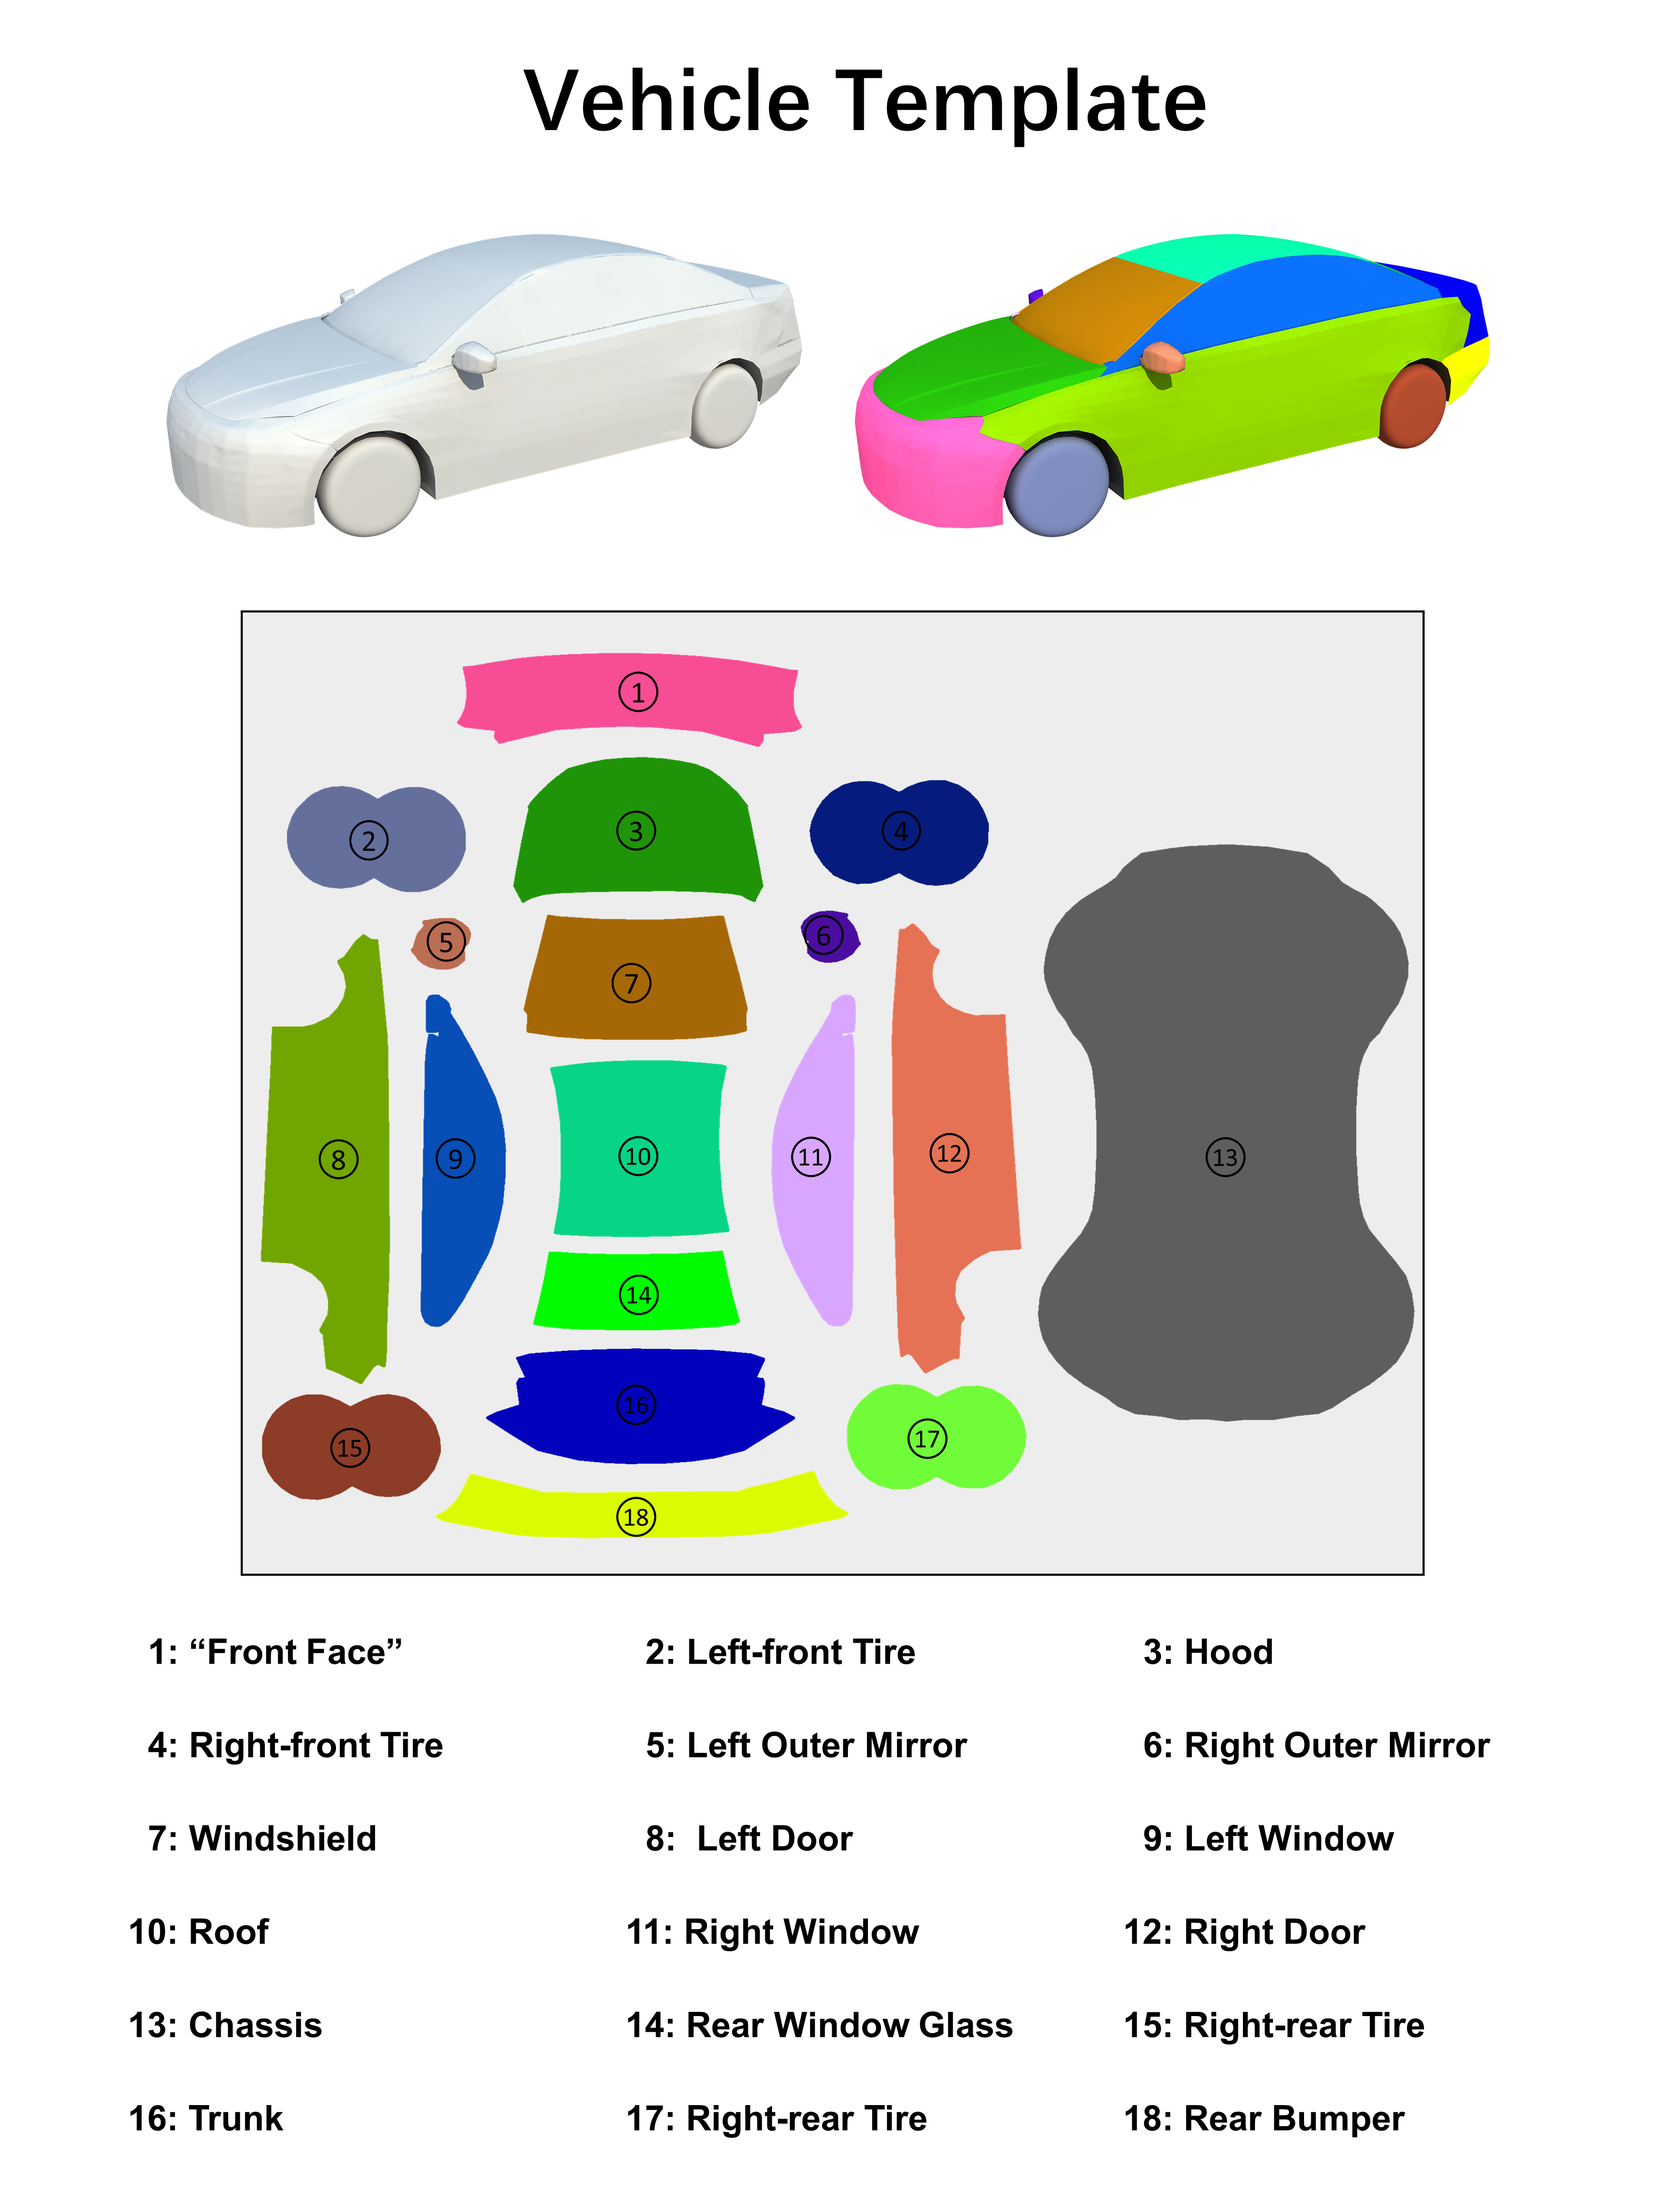 Vehicle Template
1
2
3
4
5
6
7
8
9
10
11
12
13
14
15
16
17
18
1: “Front Face” 2: Left-front Tire 3: Hood
4: Right-front Tire 5: Left Outer Mirror 6: Right Outer Mirror
7: Windshield 8: Left Door 9: Left Window
10: Roof 11: Right Window 12: Right Door
13: Chassis 14: Rear Window Glass 15: Right-rear Tire
16: Trunk 17: Right-rear Tire 18: Rear Bumper